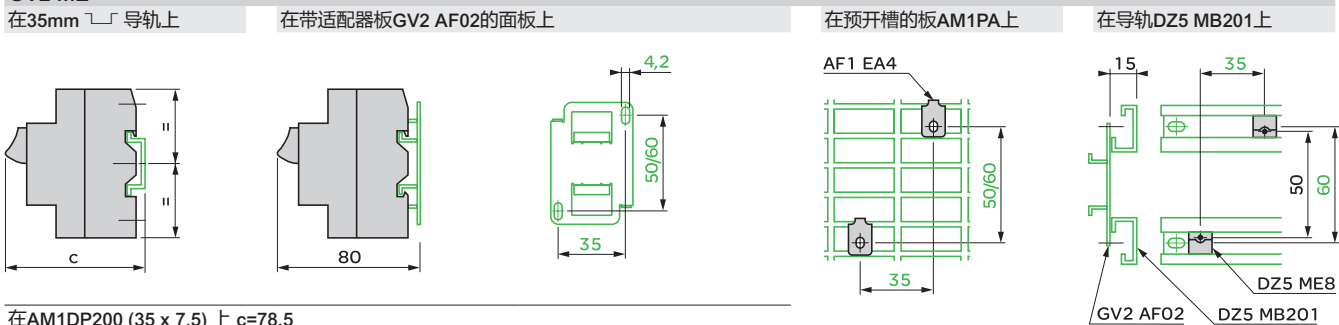 在35mm 导轨上
在带适配器板GV2 AF02的面板上
在预开槽的板AM1PA上
在导轨DZ5 MB201上
4,2
AF1 EA4
15
35
=
=
50/60
50/60
50
60
c
80
35
35
DZ5 ME8
GV2 AF02
DZ5 MB201
在AM1DP200 (35 x 7.5) 上 c=78.5